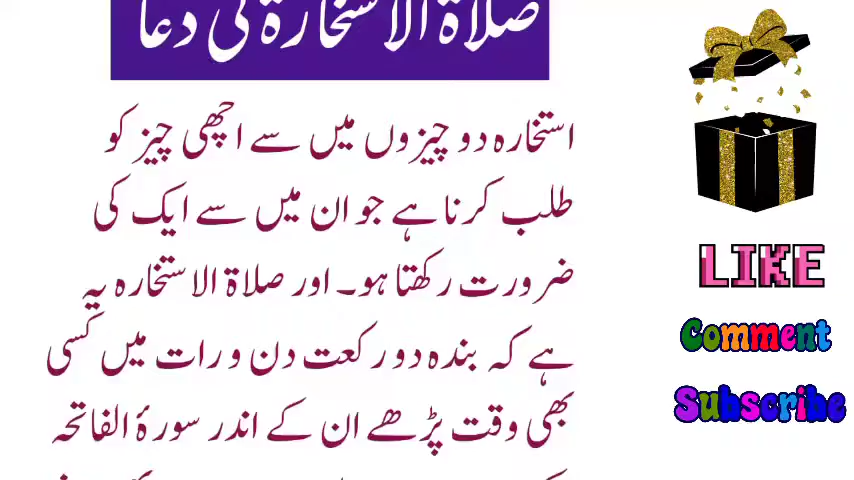 صلاۃ الاستخارۃ کی دعا
استخارہ دو چیزوں میں سے اچھی چیز کو
طلب کرنا ہے جو ان میں سے ایک کی
ضرورت رکھتا ہو۔ اور صلاۃ الاستخارہ یہ
ہے کہ بندہ دو رکعت دن و رات میں کسی
بھی وقت پڑھے ان کے اندر سورۂ الفاتحہ
LIKE
Comment
Subscribe